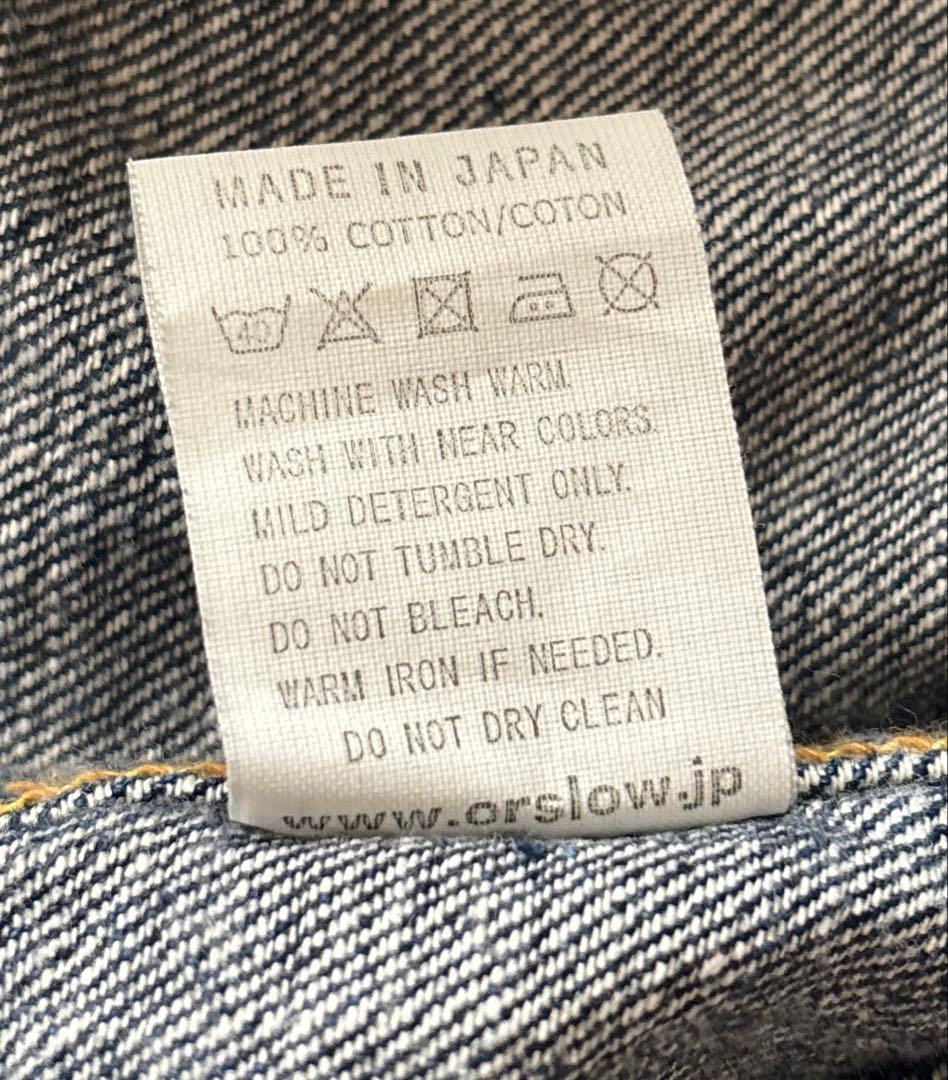 MADE IN JAPAN
100% COTTON/COTON
40
MACHINE WASH WARM.
WASH WITH NEAR COLORS.
MILD DETERGENT ONLY.
DO NOT TUMBLE DRY.
DO NOT BLEACH.
WARM IRON IF NEEDED.
DO NOT DRY CLEAN
www.orslow.jp